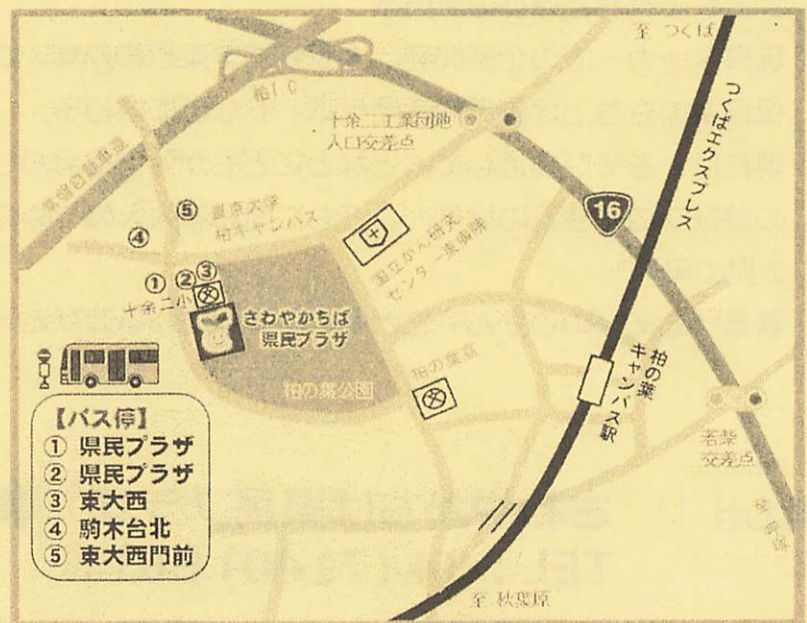 至 つくば
柏IC
つくばエクスプレス
十余二工業団地
入口交差点
常磐自動車道
16
⑤
東京大学
柏キャンパス
④
国立がん研究
センター東病院
① ② ③
十余二小
さわやかちば
県民プラザ
柏の葉公園
柏の葉高
柏の葉
キャンパス駅
若柴
交差点
【バス停】
① 県民プラザ
② 県民プラザ
③ 東大西
④ 駒木台北
⑤ 東大西門前
至 秋葉原